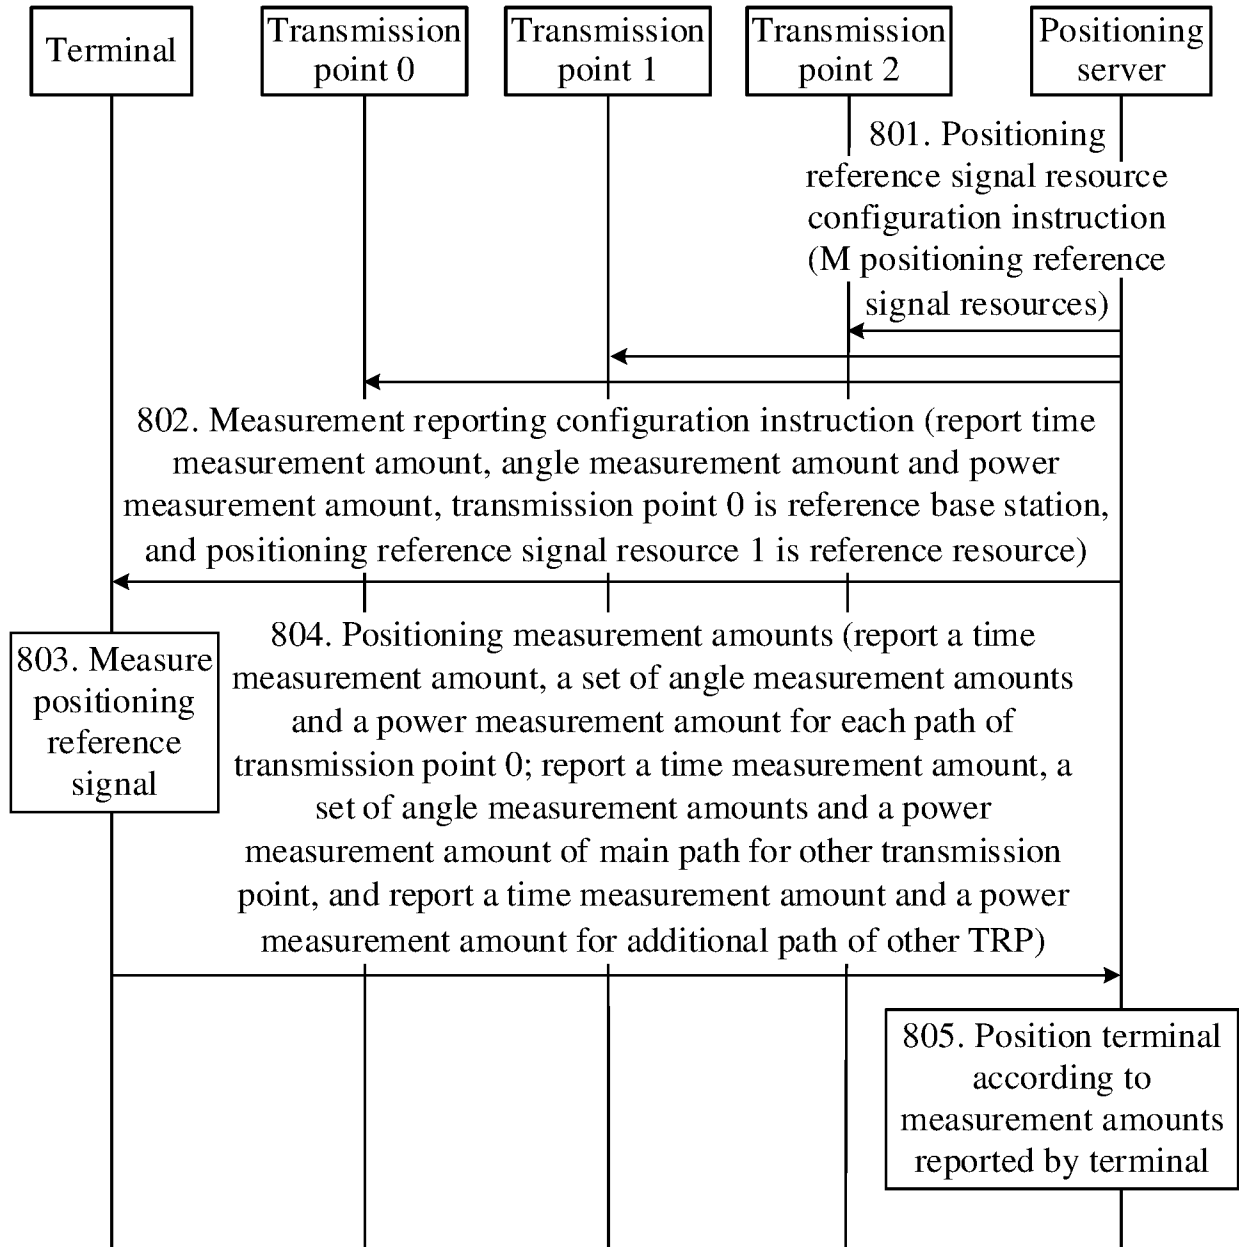 Terminal
Transmission
point 0
Transmission
point 1
Transmission
point 2
Positioning
server
801. Positioning
reference signal resource
configuration instruction
(M positioning reference
signal resources)
802. Measurement reporting configuration instruction (report time
measurement amount, angle measurement amount and power
measurement amount, transmission point 0 is reference base station,
and positioning reference signal resource 1 is reference resource)
803. Measure
positioning
reference
signal
804. Positioning measurement amounts (report a time
measurement amount, a set of angle measurement amounts
and a power measurement amount for each path of
transmission point 0; report a time measurement amount, a
set of angle measurement amounts and a power
measurement amount of main path for other transmission
point, and report a time measurement amount and a power
measurement amount for additional path of other TRP)
805. Position terminal
according to
measurement amounts
reported by terminal